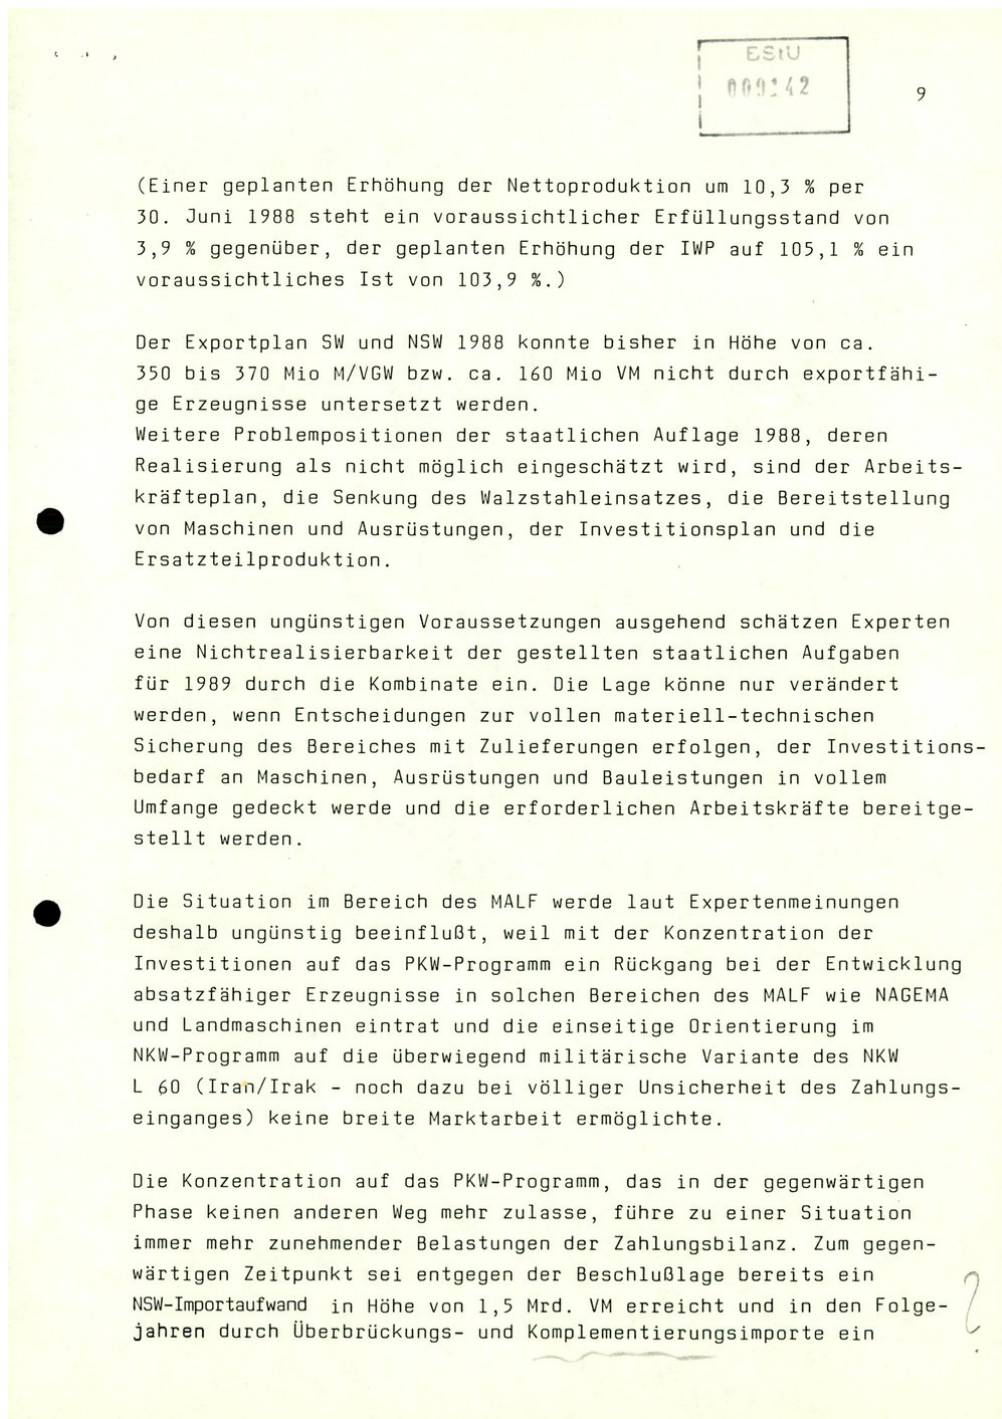 BStU
9
(Einer geplanten Erhöhung der Nettoproduktion um 10,3 % per
30. Juni 1988 steht ein voraussichtlicher Erfüllungsstand von
3,9 % gegenüber, der geplanten Erhöhung der IWP auf 105,1 % ein
voraussichtliches Ist von 103,9 %.)
Der Exportplan SW und NSW 1988 konnte bisher in Höhe von ca.
350 bis 370 Mio M/VGW bzw. ca. 160 Mio VM nicht durch exportfähi-
ge Erzeugnisse untersetzt werden.
Weitere Problempositionen der staatlichen Auflage 1988, deren
Realisierung als nicht möglich eingeschätzt wird, sind der Arbeits-
kräfteplan, die Senkung des Walzstahleinsatzes, die Bereitstellung
von Maschinen und Ausrüstungen, der Investitionsplan und die
Ersatzteilproduktion.
Von diesen ungünstigen Voraussetzungen ausgehend schätzen Experten
eine Nichtrealisierbarkeit der gestellten staatlichen Aufgaben
für 1989 durch die Kombinate ein. Die Lage könne nur verändert
werden, wenn Entscheidungen zur vollen materiell-technischen
Sicherung des Bereiches mit Zulieferungen erfolgen, der Investitions-
bedarf an Maschinen, Ausrüstungen und Bauleistungen in vollem
Umfange gedeckt werde und die erforderlichen Arbeitskräfte bereitge-
stellt werden.
Die Situation im Bereich des MALF werde laut Expertenmeinungen
deshalb ungünstig beeinflußt, weil mit der Konzentration der
Investitionen auf das PKW-Programm ein Rückgang bei der Entwicklung
absatzfähiger Erzeugnisse in solchen Bereichen des MALF wie NAGEMA
und Landmaschinen eintrat und die einseitige Orientierung im
NKW-Programm auf die überwiegend militärische Variante des NKW
L 60 (Iran/Irak - noch dazu bei völliger Unsicherheit des Zahlungs-
einganges) keine breite Marktarbeit ermöglichte.
Die Konzentration auf das PKW-Programm, das in der gegenwärtigen
Phase keinen anderen Weg mehr zulasse, führe zu einer Situation
immer mehr zunehmender Belastungen der Zahlungsbilanz. Zum gegen-
wärtigen Zeitpunkt sei entgegen der Beschlußlage bereits ein
NSW-Importaufwand in Höhe von 1,5 Mrd. VM erreicht und in den Folge-
jahren durch Überbrückungs- und Komplementierungsimporte ein
?